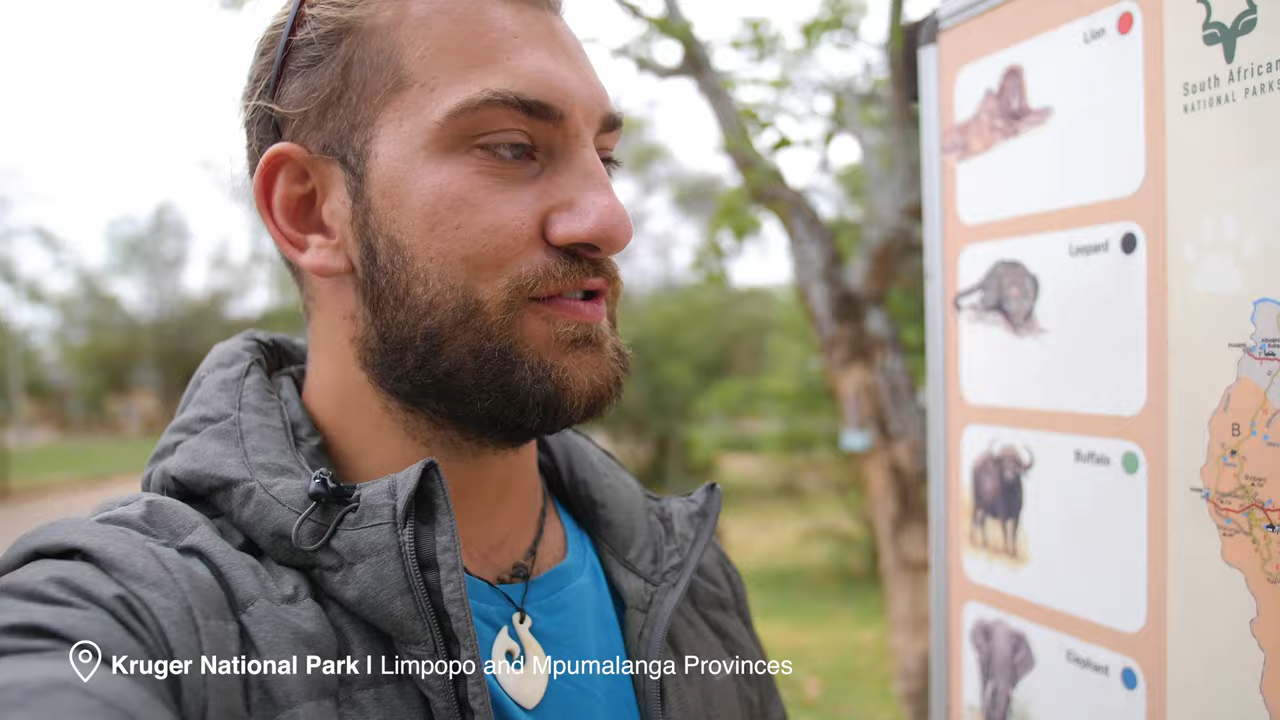 Lion
South African
NATIONAL PARKS
Leopard
B
Buffalo
Elephant
Kruger National Park | Limpopo and Mpumalanga Provinces